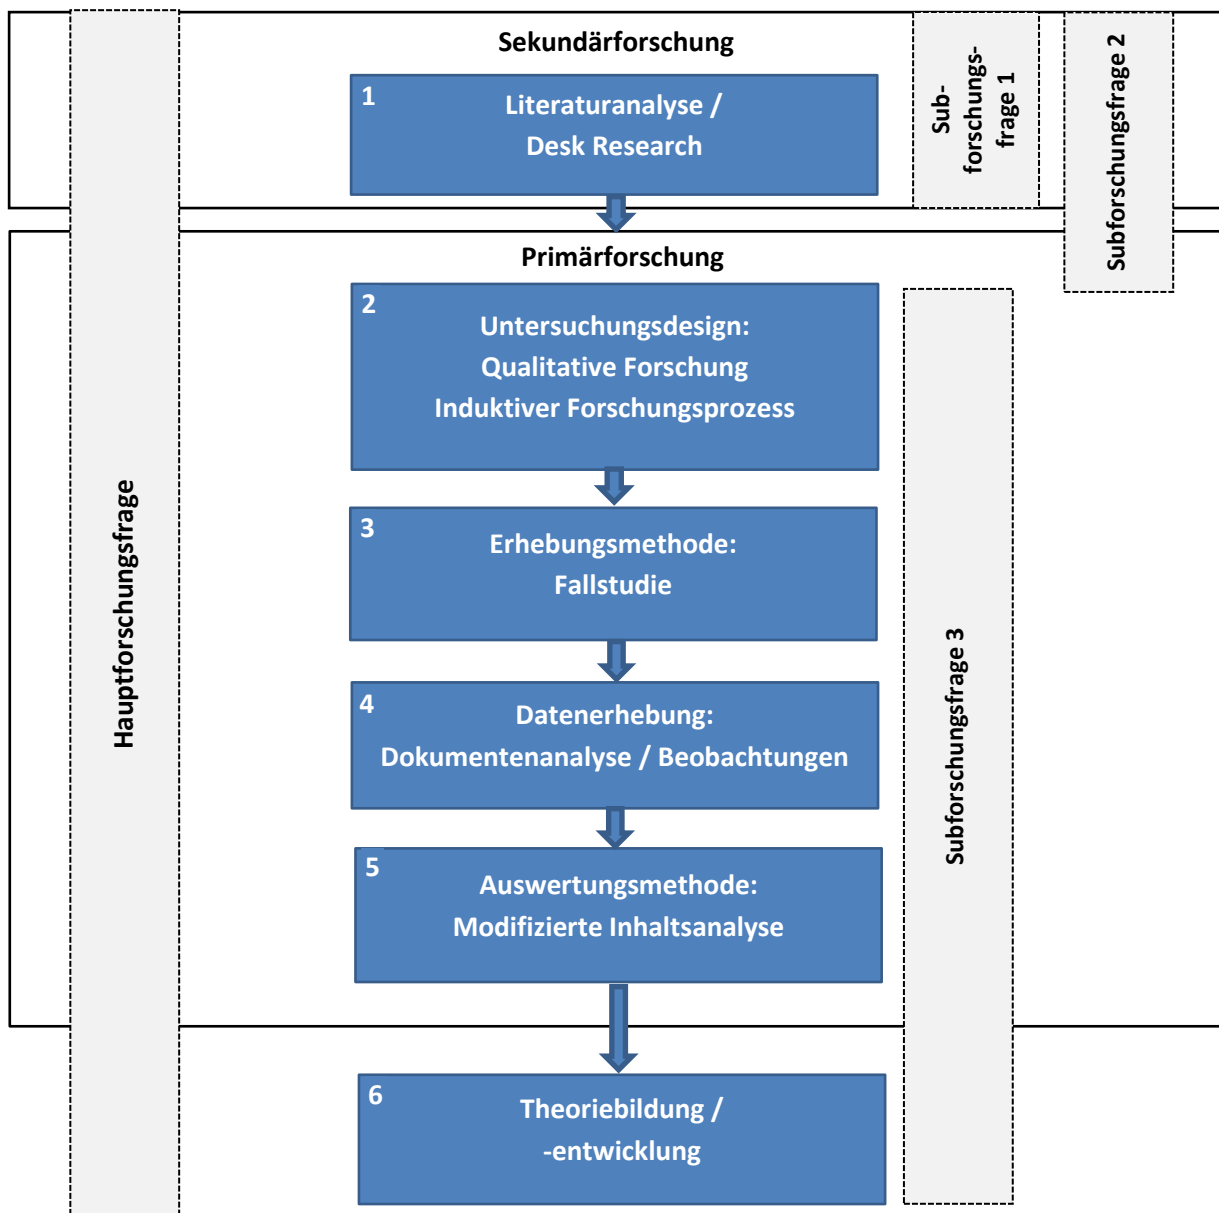 Sekundärforschung
1
Literaturanalyse /
Desk Research
Sub-
forschungs-
frage 1
Subforschungsfrage 2
Primärforschung
2
Untersuchungsdesign:
Qualitative Forschung
Induktiver Forschungsprozess
Hauptforschungsfrage
3
Erhebungsmethode:
Fallstudie
Subforschungsfrage 3
4
Datenerhebung:
Dokumentenanalyse / Beobachtungen
5
Auswertungsmethode:
Modifizierte Inhaltsanalyse
6
Theoriebildung /
-entwicklung